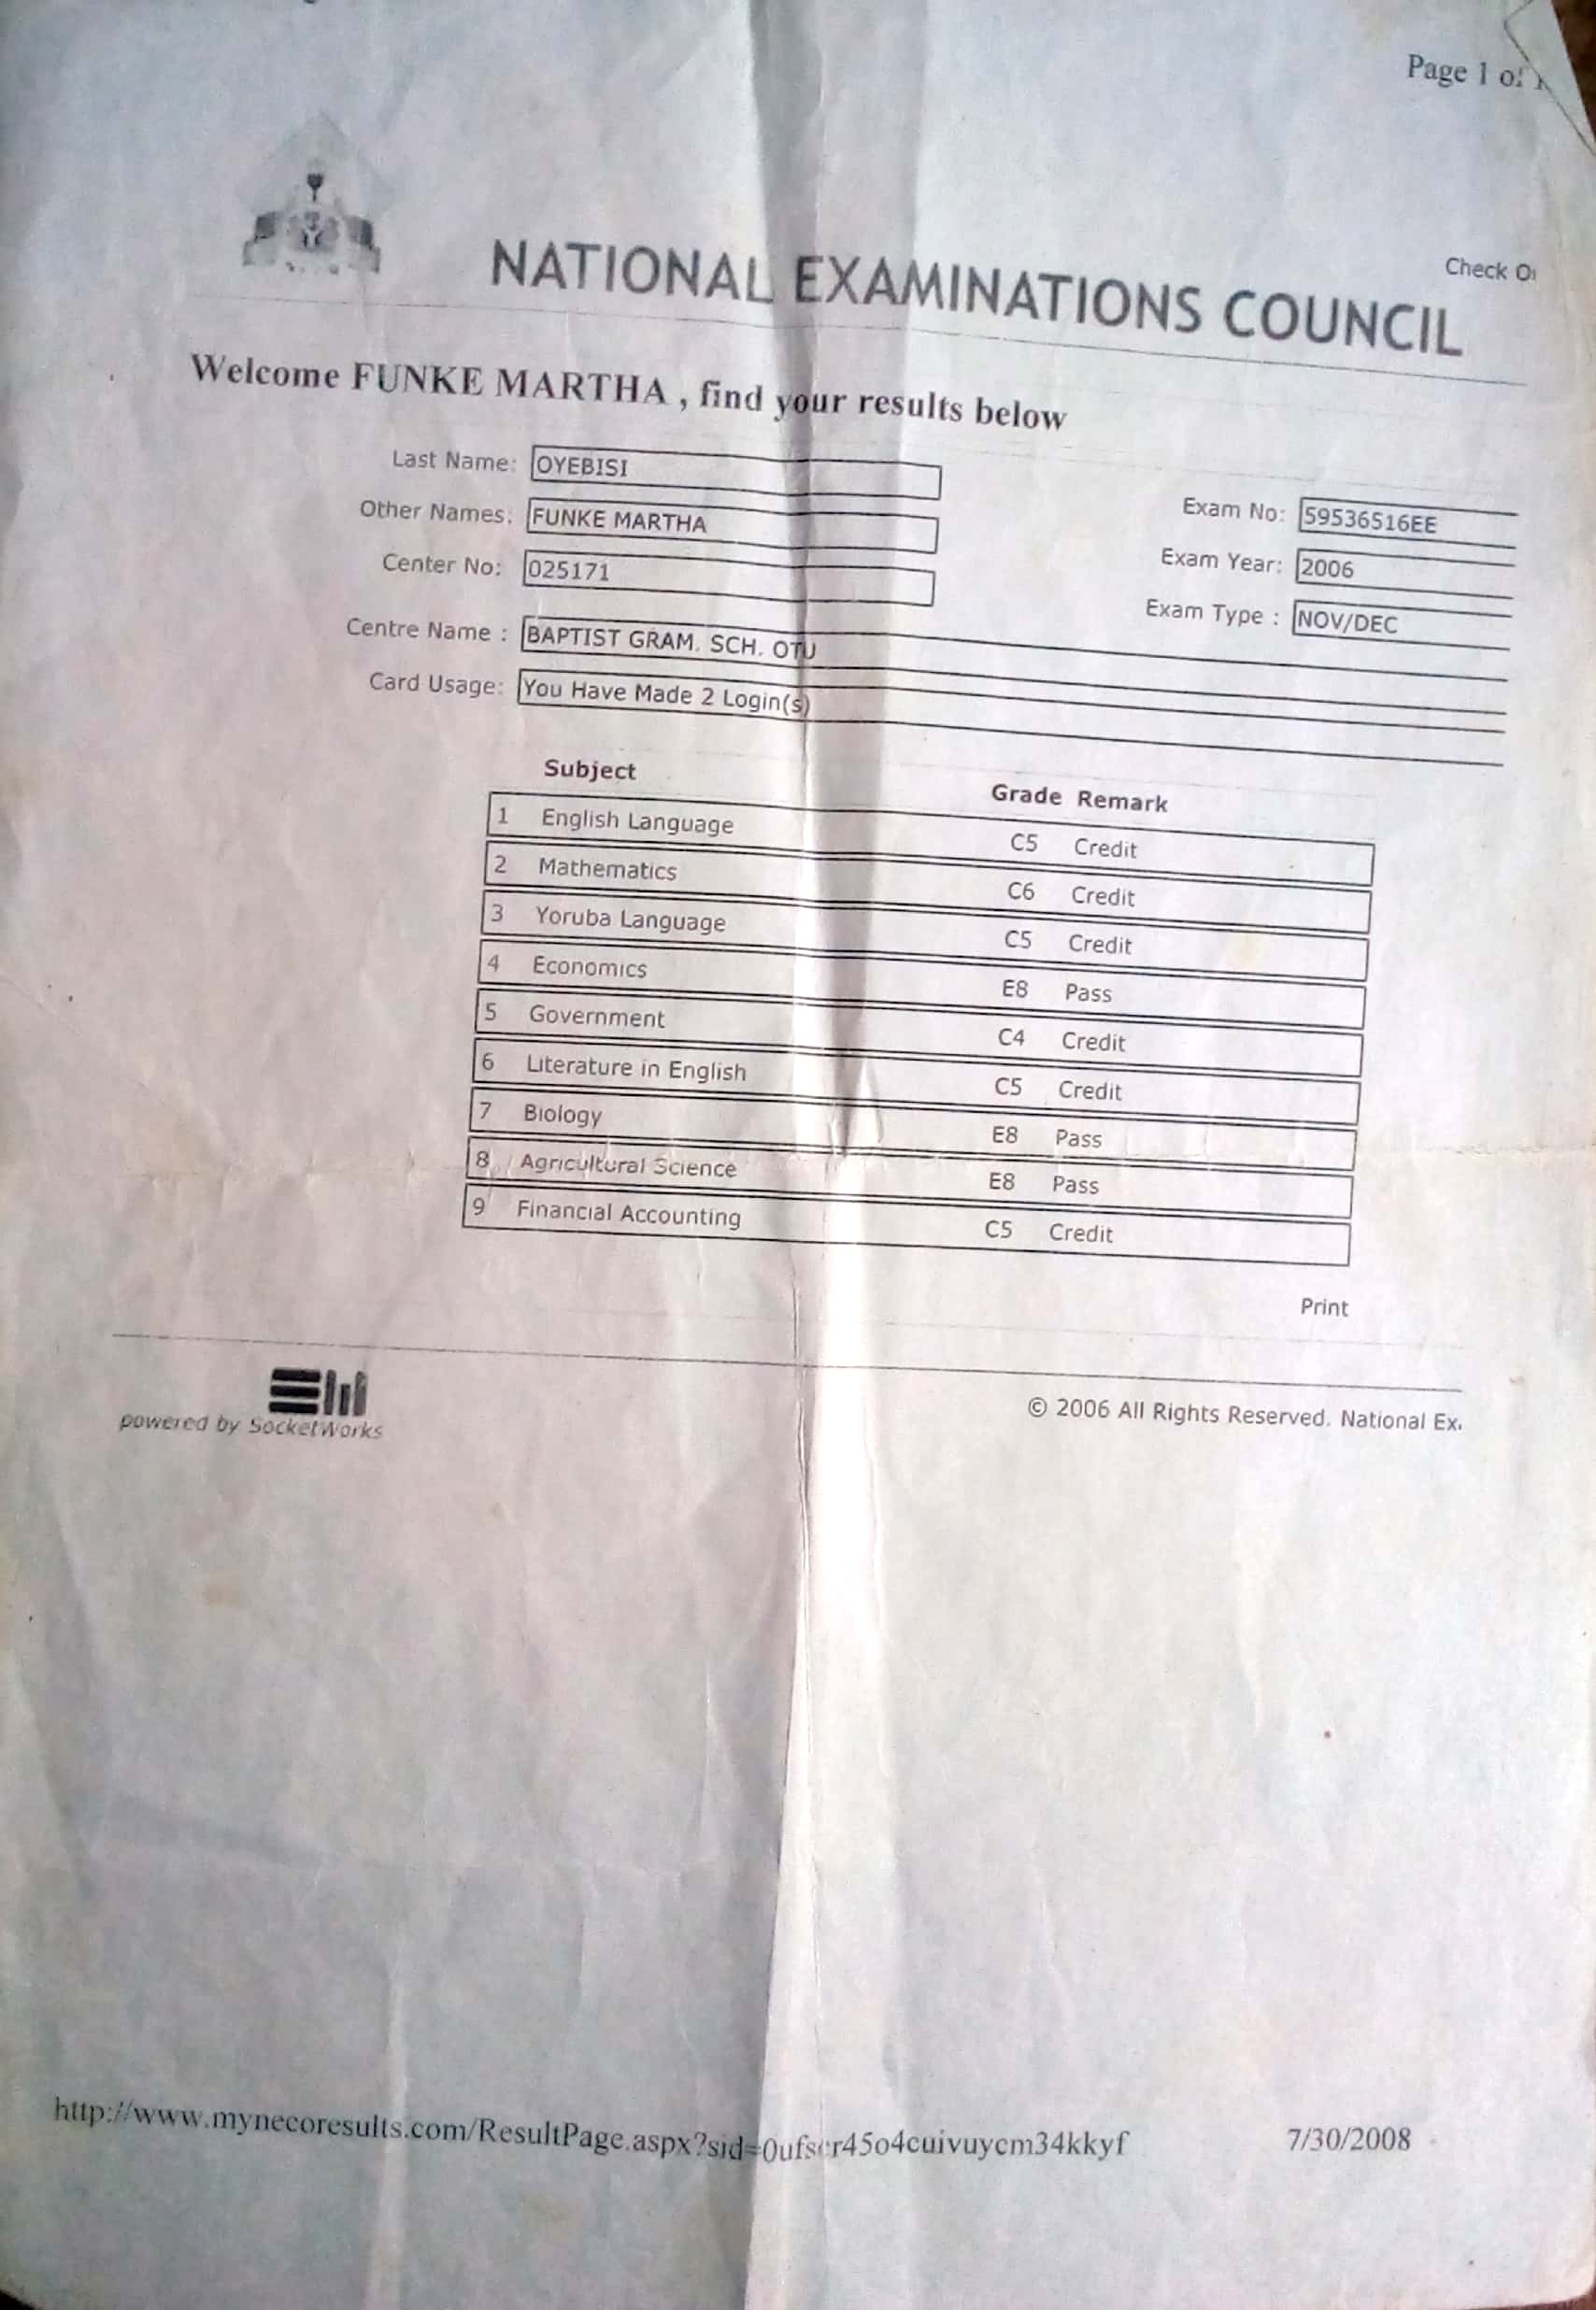 Page 1 of
Check
NATIONAL EXAMINATIONS COUNCIL
Welcome FUNKE MARTHA , find your results below
Last Name: OYEBISI
Other Names: FUNKE MARTHA
Center No: 025171
Centre Name : BAPTIST GRAM. SCH. OTU
Card Usage: You Have Made 2 Login(s)
Exam No: 59536516EE
Exam Year: 2006
Exam Type : NOV/DEC
Subject Grade Remark
1 English Language C5 Credit
2 Mathematics C6 Credit
3 Yoruba Language C5 Credit
4 Economics E8 Pass
5 Government C4 Credit
6 Literature in English C5 Credit
7 Biology E8 Pass
8 Agricultural Science E8 Pass
9 Financial Accounting C5 Credit
Print
powered by SocketWorks
© 2006 All Rights Reserved. National Ex
http://www.mynecoresults.com/ResultPage.aspx?sid=0ufscr45o4cuivuycm34kkyf 7/30/2008